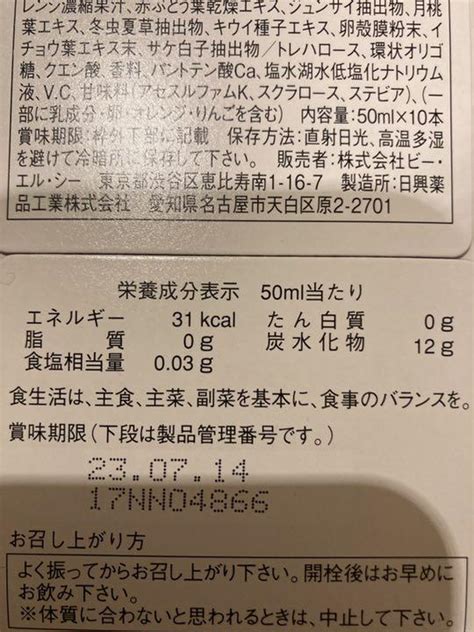 レンジ濃縮果汁、赤ぶどう葉乾燥エキス、ジュンサイ抽出物、月桃
葉エキス、冬虫夏草抽出物、キウイ種子エキス、卵殻膜粉末、イ
チョウ葉エキス末、サケ白子抽出物／トレハロース、環状オリゴ
糖、クエン酸、香料、パントテン酸Ca、塩水湖水低塩化ナトリウム
液、V.C、甘味料(アセスルファムK、スクラロース、ステビア)、(一
部に乳成分・卵・オレンジ・りんごを含む) 内容量:50ml×10本
賞味期限:枠外下部に記載 保存方法:直射日光、高温多湿
を避けて冷暗所に保存して下さい。 販売者:株式会社ビー・
エル・シー 東京都渋谷区恵比寿南1-16-7 製造所:日興薬
品工業株式会社 愛知県名古屋市天白区原2-2701
栄養成分表示 50ml当たり
エネルギー 31 kcal たん白質 0 g
脂質 0 g 炭水化物 12 g
食塩相当量 0.03 g
食生活は、主食、主菜、副菜を基本に、食事のバランスを。
賞味期限(下段は製品管理番号です。)
23.07.14
17NN04866
お召し上がり方
よく振ってからお召し上がり下さい。開栓後はお早めに
お飲み下さい。
※体質に合わないと思われるときは、中止して下さい。